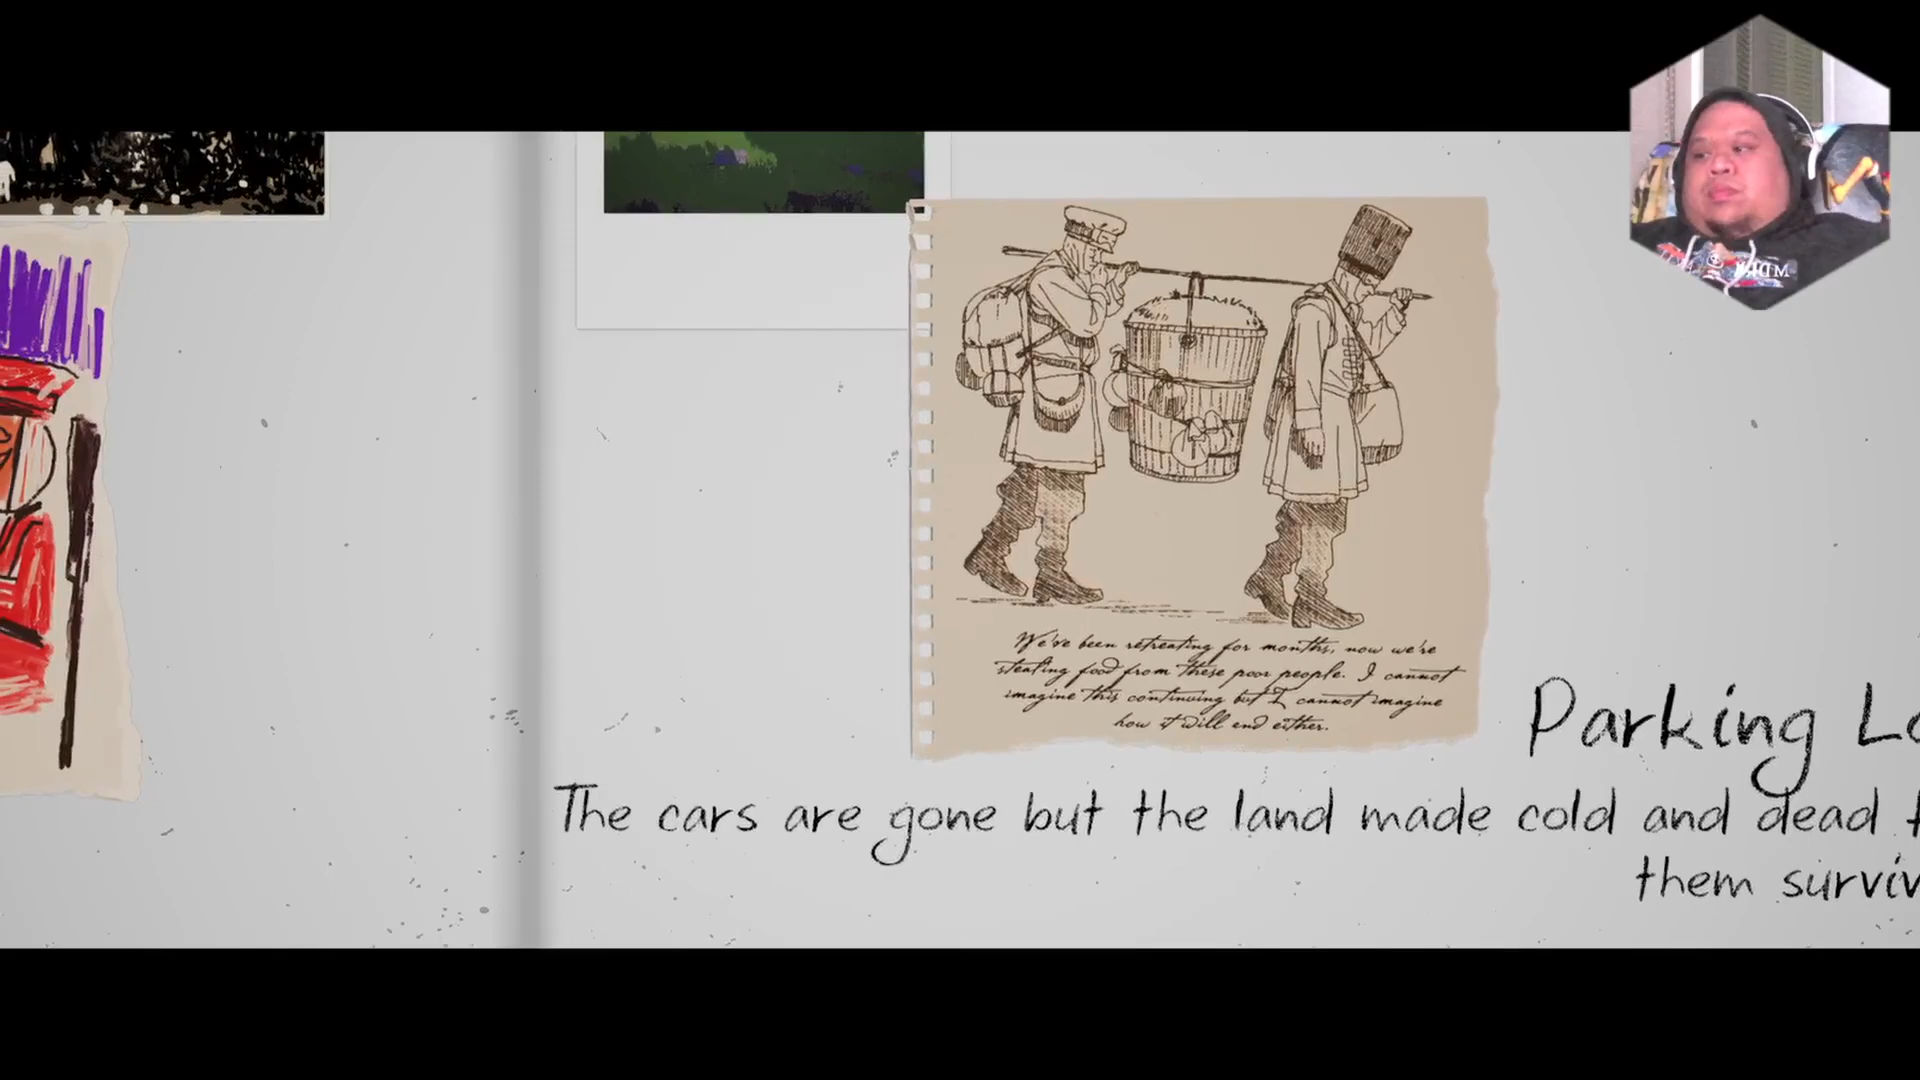 We've been retreating for months, now we're
stealing food from these poor people. I cannot
imagine this continuing but I cannot imagine
how it will end either.
Parking Lo
The cars are gone but the land made cold and dead f
them surviv